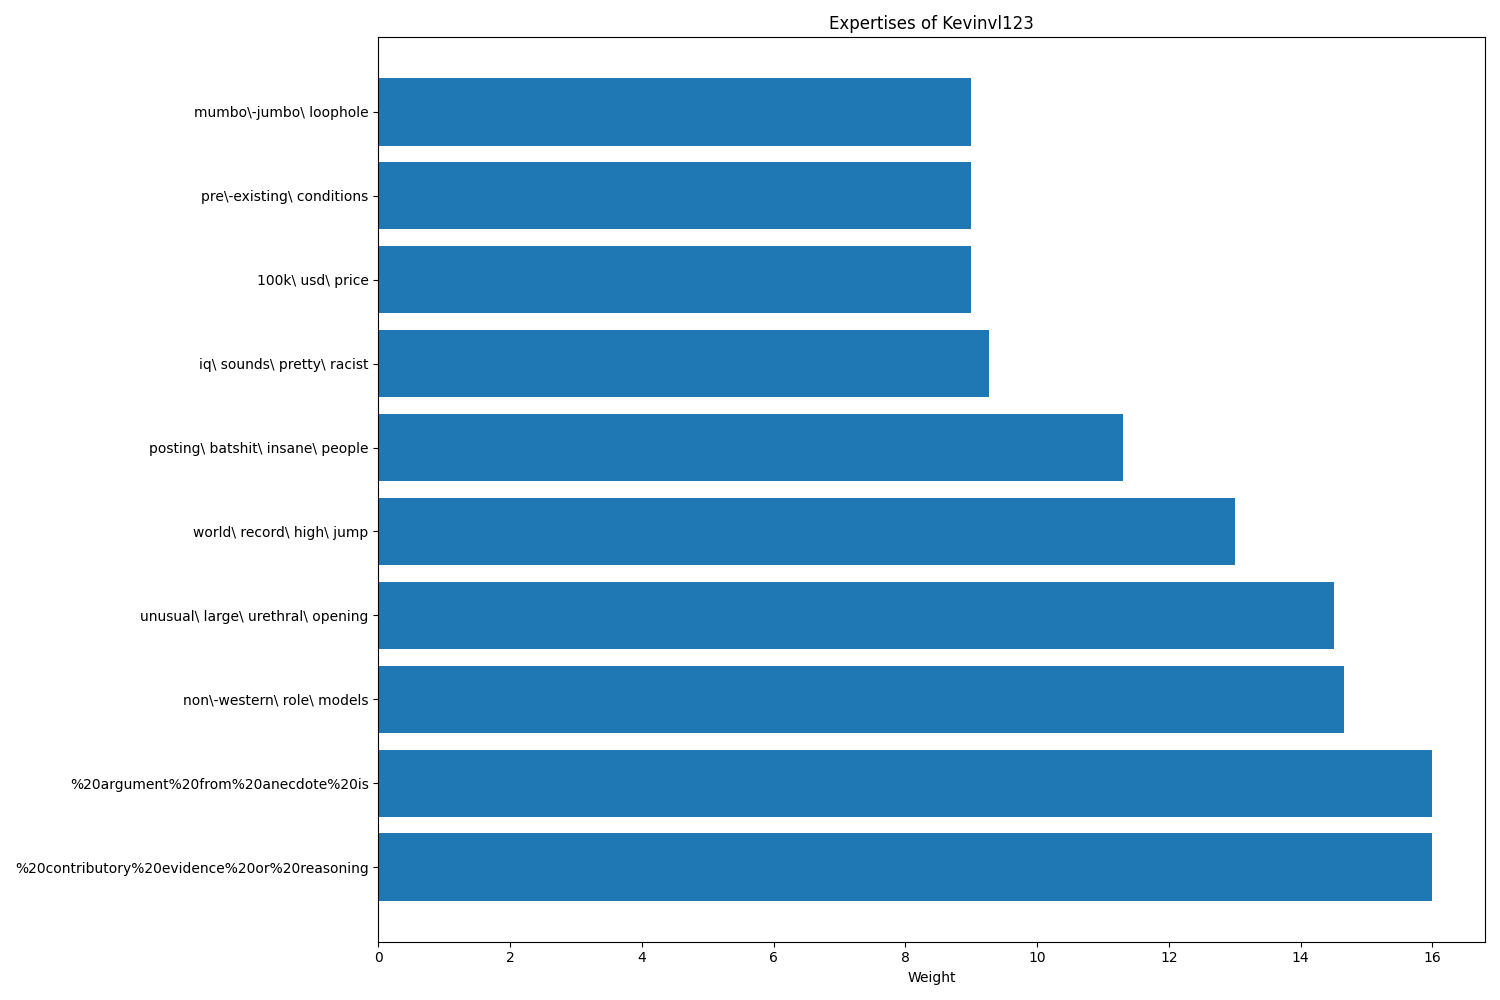 Expertises of Kevinvl123
mumbo\-jumbo\ loophole
pre\-existing\ conditions
100k\ usd\ price
iq\ sounds\ pretty\ racist
posting\ batshit\ insane\ people
world\ record\ high\ jump
unusual\ large\ urethral\ opening
non\-western\ role\ models
%20argument%20from%20anecdote%20is
%20contributory%20evidence%20or%20reasoning
0 2 4 6 8 10 12 14 16
Weight